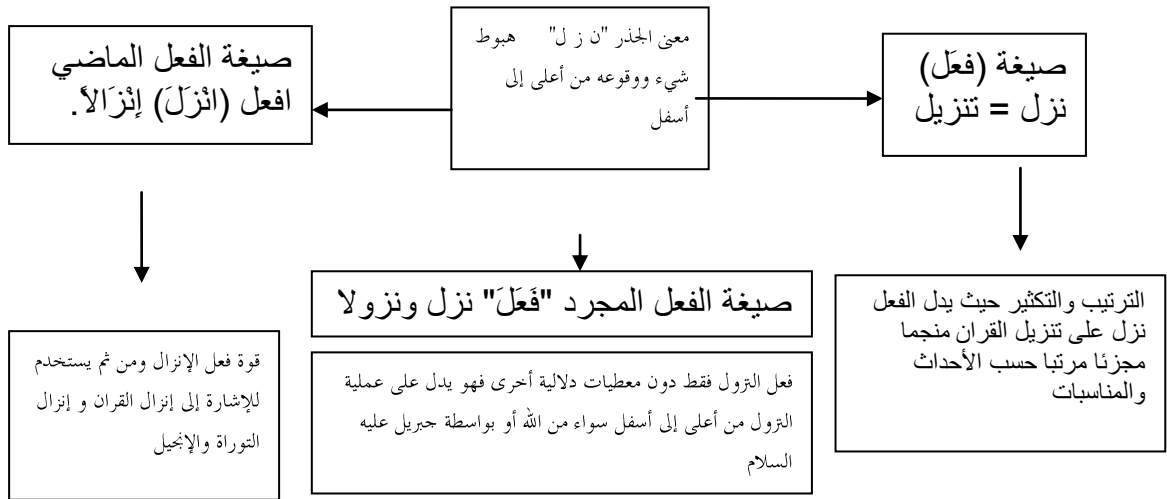 معنى الجذر "ن ز ل" هبوط
شيء ووقوعه من أعلى إلى
أسفل
صيغة (فعَل)
نزل = تنزيل
صيغة الفعل الماضي
افعل (انْزَلَ) إِنْزَالاً.
الترتيب والتكثير حيث يدل الفعل
نزل على تنزيل القران منجما
مجزئا مرتبا حسب الأحداث
والمناسبات
صيغة الفعل المجرد "فَعَلَ" نزل ونزولا
فعل النزول فقط دون معطيات دلالية أخرى فهو يدل على عملية
النزول من أعلى إلى أسفل سواء من الله أو بواسطة جبريل عليه
السلام
قوة فعل الإنزال ومن ثم يستخدم
للإشارة إلى إنزال القران و إنزال
التوراة والإنجيل